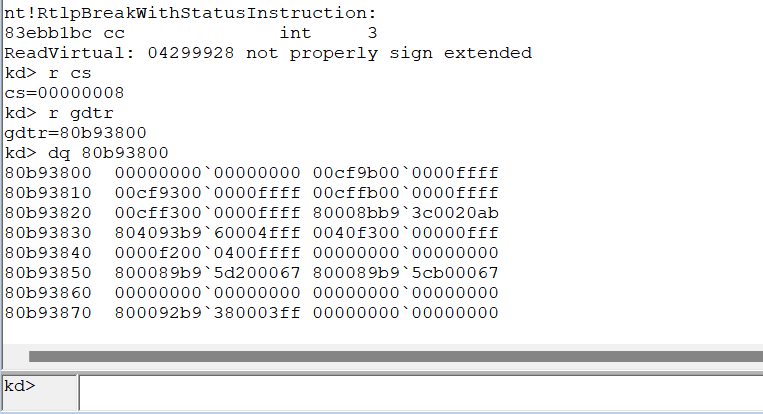 nt!RtlpBreakWithStatusInstruction:
83ebb1bc cc              int     3
ReadVirtual: 04299928 not properly sign extended
kd> r cs
cs=00000008
kd> r gdtr
gdtr=80b93800
kd> dq 80b93800
80b93800  00000000`00000000 00cf9b00`0000ffff
80b93810  00cf9300`0000ffff 00cffb00`0000ffff
80b93820  00cff300`0000ffff 80008bb9`3c0020ab
80b93830  804093b9`60004fff 0040f300`00000fff
80b93840  0000f200`0400ffff 00000000`00000000
80b93850  800089b9`5d200067 800089b9`5cb00067
80b93860  00000000`00000000 00000000`00000000
80b93870  800092b9`380003ff 00000000`00000000
kd>